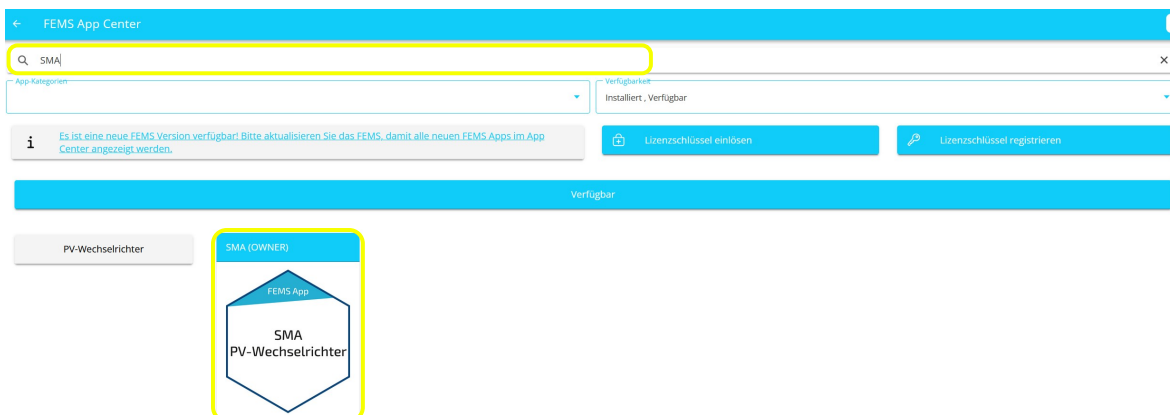 FEMS App Center
SMA
App-Kategorien
Verfügbarkeit
Installiert , Verfügbar
Es ist eine neue FEMS Version verfügbar! Bitte aktualisieren Sie das FEMS, damit alle neuen FEMS Apps im App
Center angezeigt werden.
Lizenzschlüssel einlösen
Lizenzschlüssel registrieren
Verfügbar
PV-Wechselrichter
SMA (OWNER)
FEMS App
SMA
PV-Wechselrichter